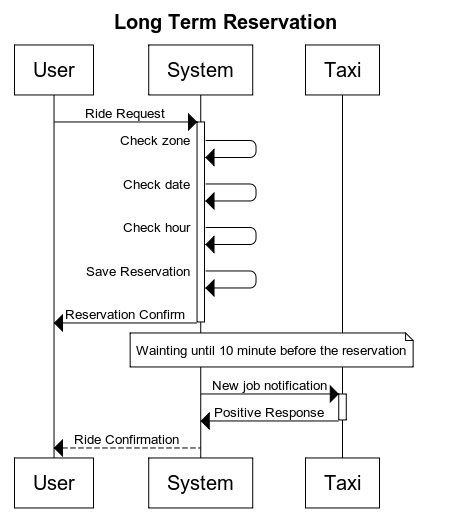 Long Term Reservation
User
System
Taxi
Ride Request
Check zone
Check date
Check hour
Save Reservation
Reservation Confirm
Wainting until 10 minute before the reservation
New job notification
Positive Response
Ride Confirmation
User
System
Taxi